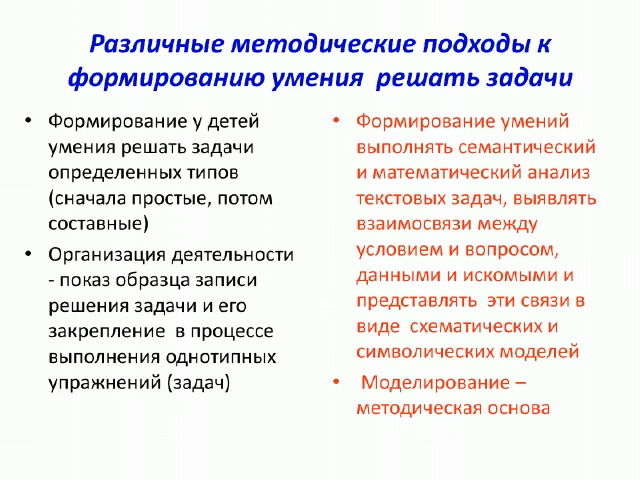 Различные методические подходы к
формированию умения решать задачи
• Формирование у детей
умения решать задачи
определенных типов
(сначала простые, потом
составные)
• Организация деятельности
- показ образца записи
решения задачи и его
закрепление в процессе
выполнения однотипных
упражнений (задач)
• Формирование умений
выполнять семантический
и математический анализ
текстовых задач, выявлять
взаимосвязи между
условием и вопросом,
данными и искомыми и
представлять эти связи в
виде схематических и
символических моделей
• Моделирование –
методическая основа